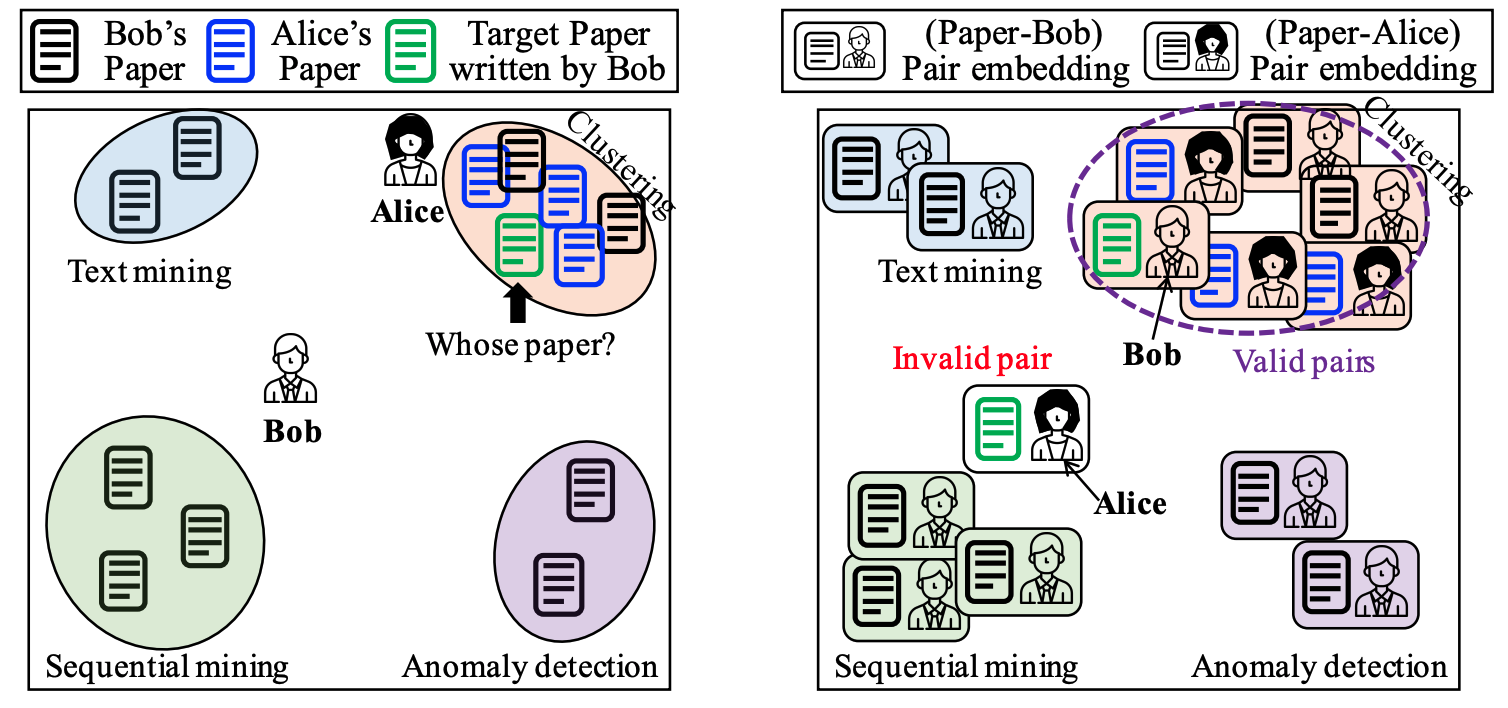 Bob's
Paper
Alice's
Paper
Target Paper
written by Bob
Clustering
Alice
Text mining
Whose paper?
Bob
Sequential mining
Anomaly detection
(Paper-Bob)
Pair embedding
(Paper-Alice)
Pair embedding
Clustering
Text mining
Bob
Invalid pair
Valid pairs
Alice
Sequential mining
Anomaly detection